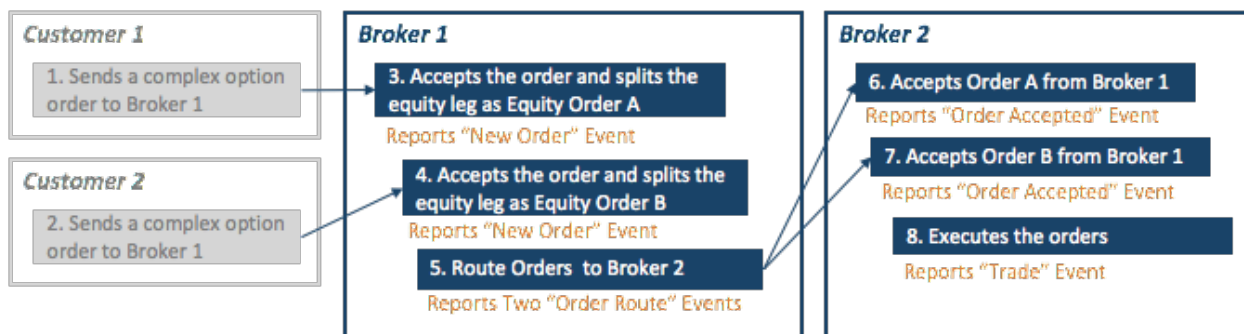 Customer 1
1. Sends a complex option
order to Broker 1
Customer 2
2. Sends a complex option
order to Broker 1
Broker 1
3. Accepts the order and splits the
equity leg as Equity Order A
Reports "New Order" Event
4. Accepts the order and splits the
equity leg as Equity Order B
Reports "New Order" Event
5. Route Orders to Broker 2
Reports Two "Order Route" Events
Broker 2
6. Accepts Order A from Broker 1
Reports "Order Accepted" Event
7. Accepts Order B from Broker 1
Reports "Order Accepted" Event
8. Executes the orders
Reports "Trade" Event